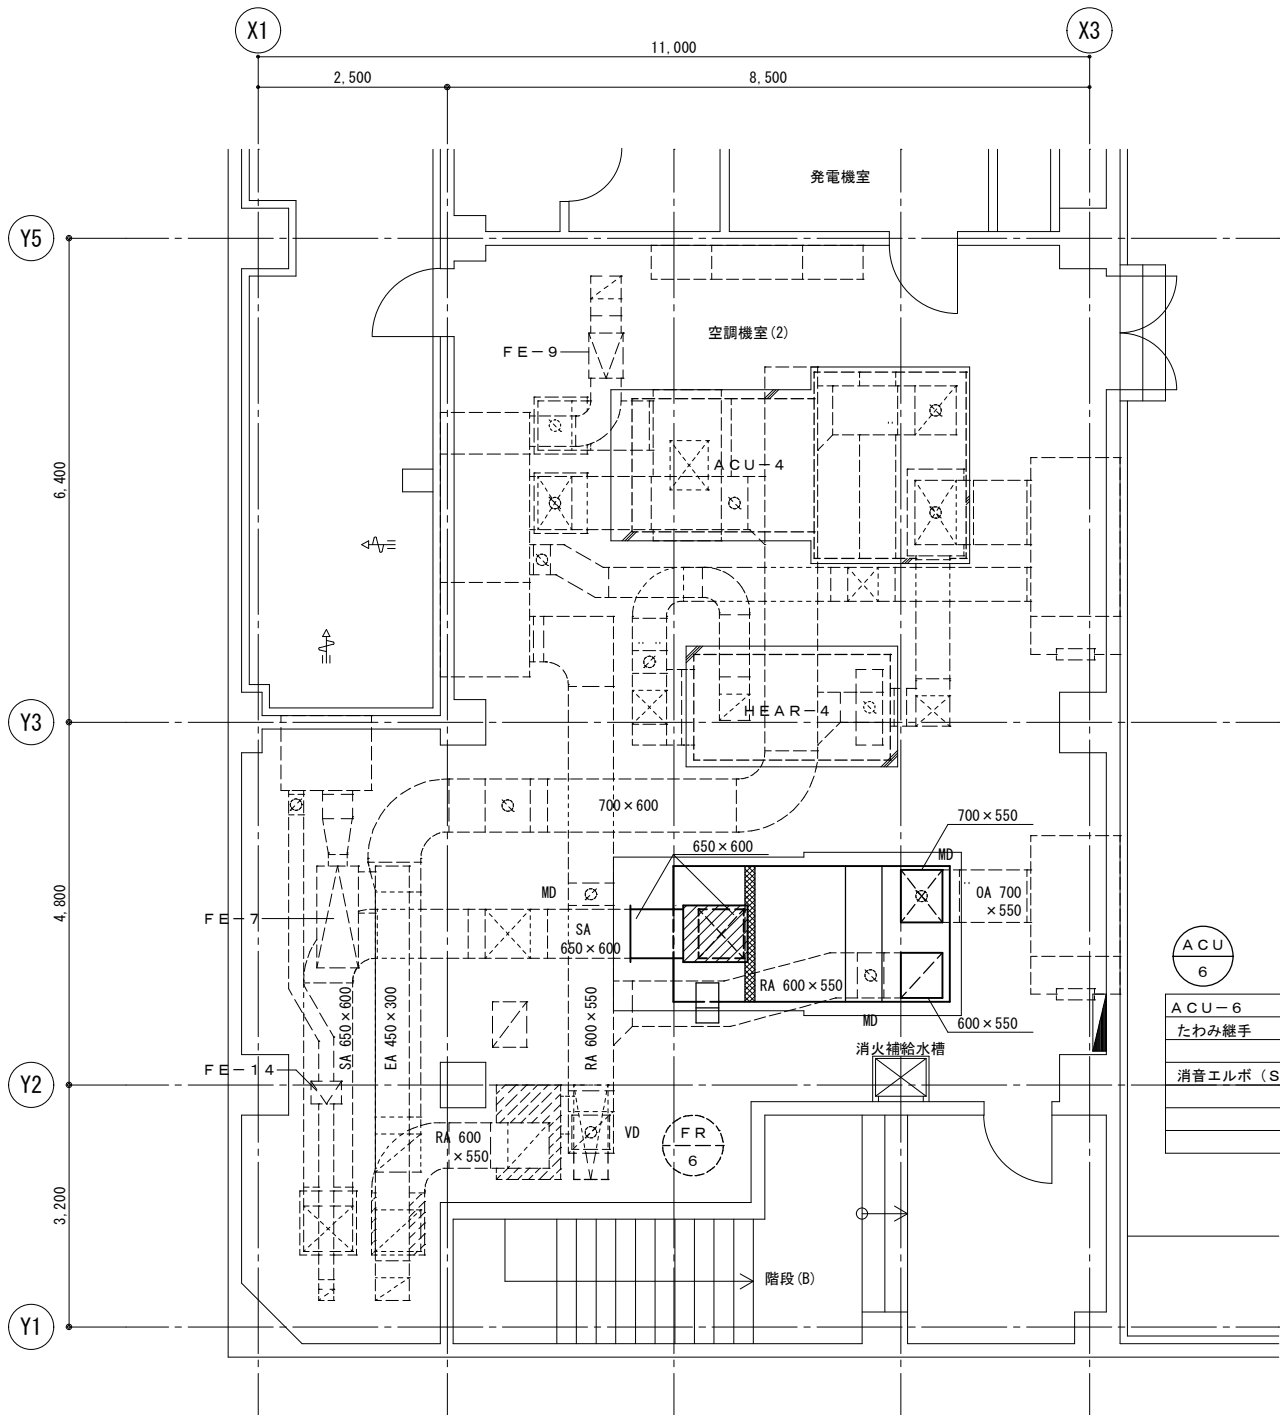 X1
X3
11,000
2,500
8,500
発電機室
Y5
空調機室(2)
FE-9
ACU-4
6,400
Y3
HEAR-4
700×600
700×550
650×600
MD
MD
OA 700
×550
4,800
FE-7
SA
650×600
ACU
6
SA 650×600
EA 450×300
RA 600×550
RA 600×550
ACU-6
たわみ継手
600×550
MD
消火補給水槽
FE-14
消音エルボ(S
Y2
RA 600
×550
VD
FR
6
3,200
階段(B)
Y1